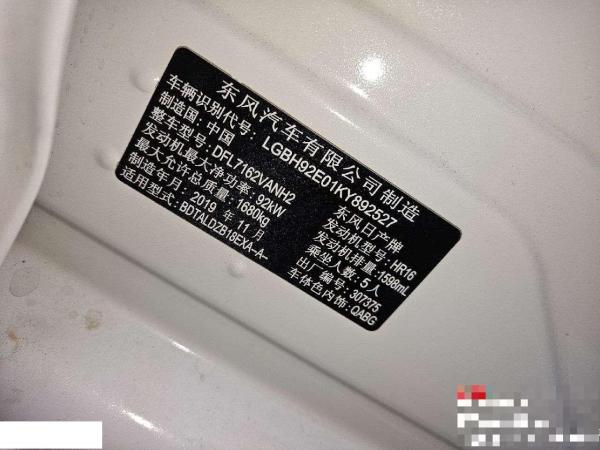 东风汽车有限公司制造
车辆识别代号: LGBH92E01KY892527
制造国: 中国 东风日产牌
整车型号: DFL7162VANH2 发动机型号: HR16
发动机最大净功率: 92kW 发动机排量: 1598mL
最大允许总质量: 1680kg 乘坐人数: 5人
制造年月: 2019 年 11 月 出厂编号: 307375
适用型式: BDTALDZB18EXA-A- 车体色内饰: QABG